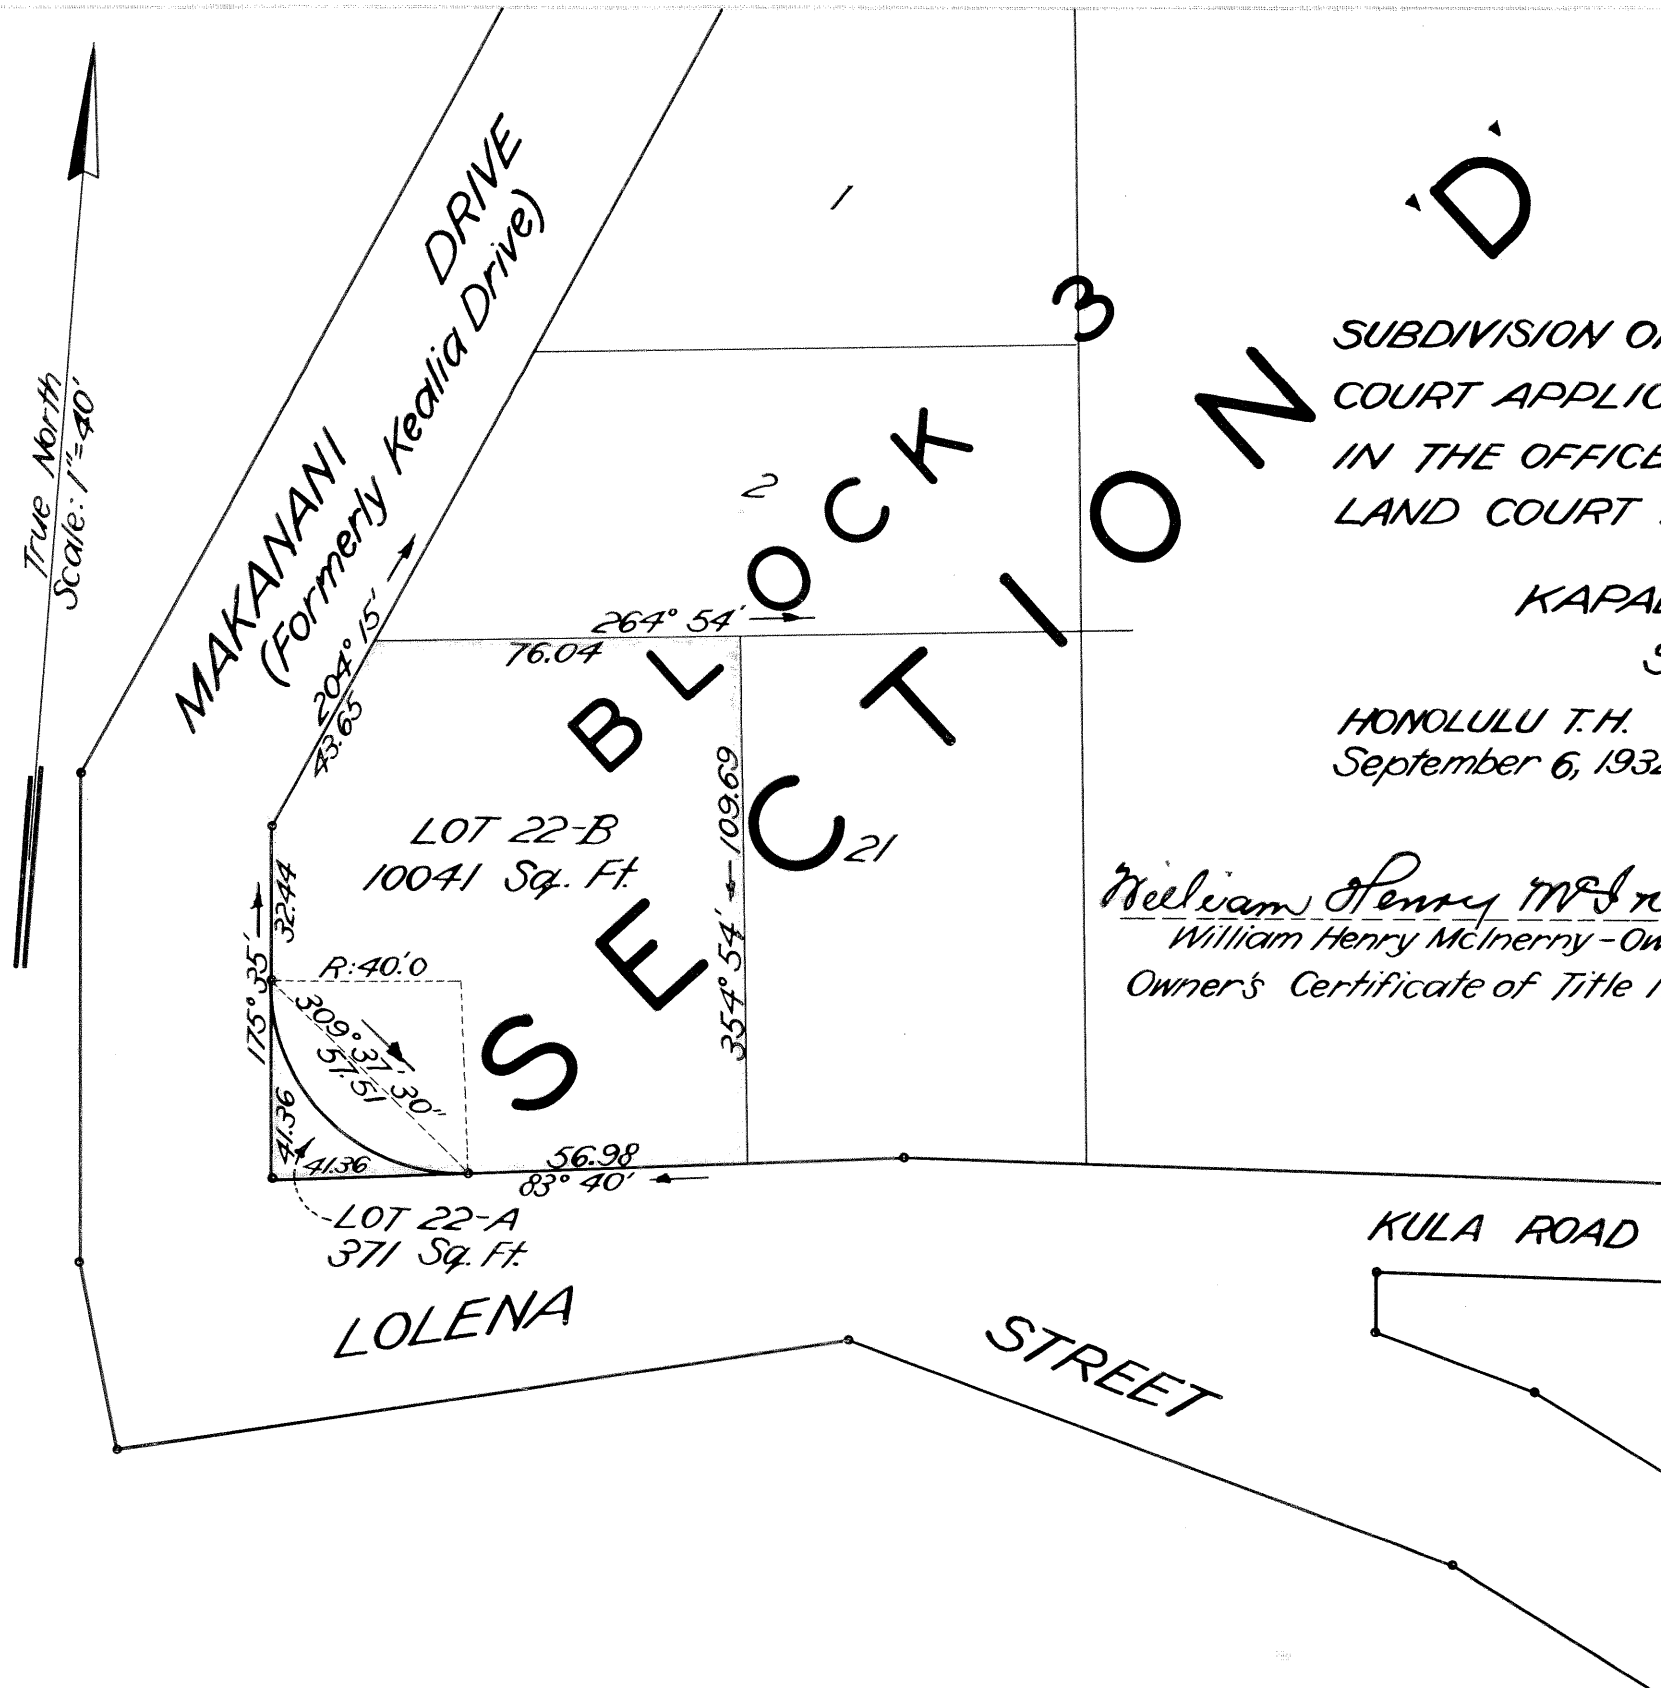 True North
Scale: 1"=40'
MAKANANI DRIVE
(Formerly Kealia Drive)
1
2
3
BLOCK
SECTION D
264° 54'
76.04
204° 15'
43.65
LOT 22-B
10041 Sq. Ft.
21
354° 54' 109.69
32.44
175° 35'
R:40.0
309° 37' 30"
57.51
41.36
41.36
56.98
83° 40'
LOT 22-A
371 Sq. Ft.
LOLENA STREET
KULA ROAD
SUBDIVISION
COURT
IN THE OFFICE
LAND COURT
HONOLULU T.H.
September 6,
William Henry
William Henry McInerny-
Owner's Certificate of Title